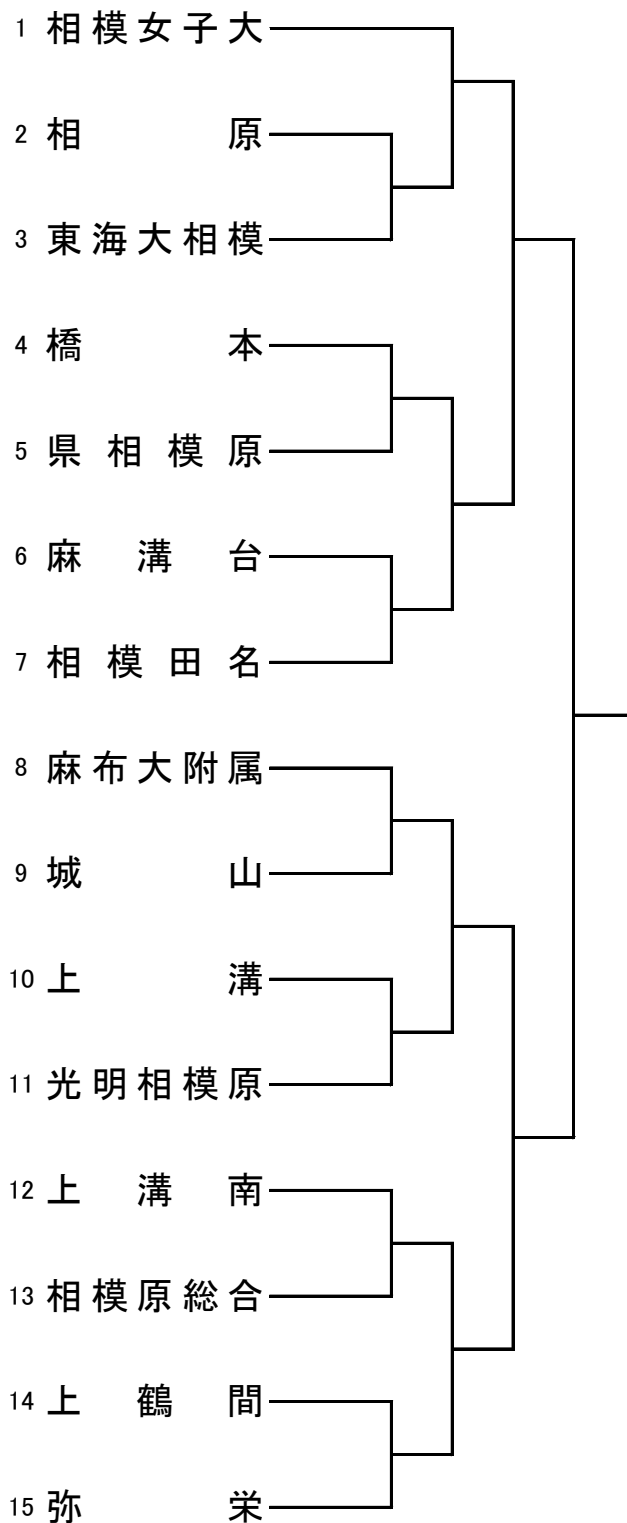 1 相模女子大
2 相原
3 東海大相模
4 橋本
5 県相模原
6 麻溝台
7 相模田名
8 麻布大附属
9 城山
10 上溝
11 光明相模原
12 上溝南
13 相模原総合
14 上鶴間
15 弥栄